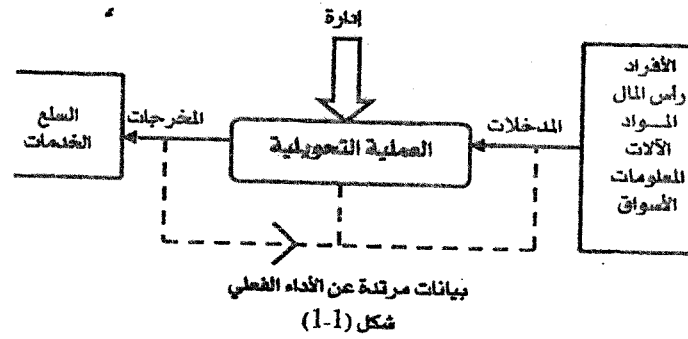 إدارة
الأفراد
رأس المال
المـواد
الآلات
المعلومات
الأسواق
المدخلات
العملية التحويلية
المخرجات
السلع
الخدمات
بيانات مرتدة عن الأداء الفعلي
شكل (1-1)